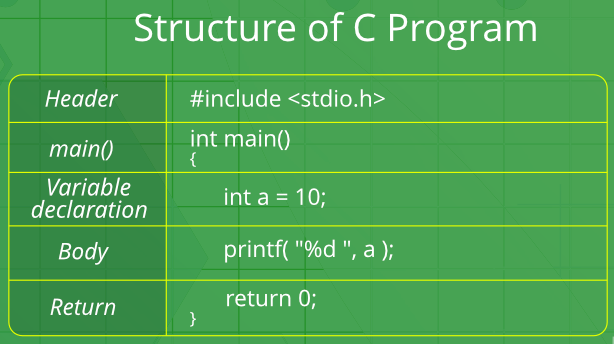 Structure of C Program
Header
#include <stdio.h>
main()
int main()
{
Variable
declaration
int a = 10;
Body
printf( "%d ", a );
Return
return 0;
}